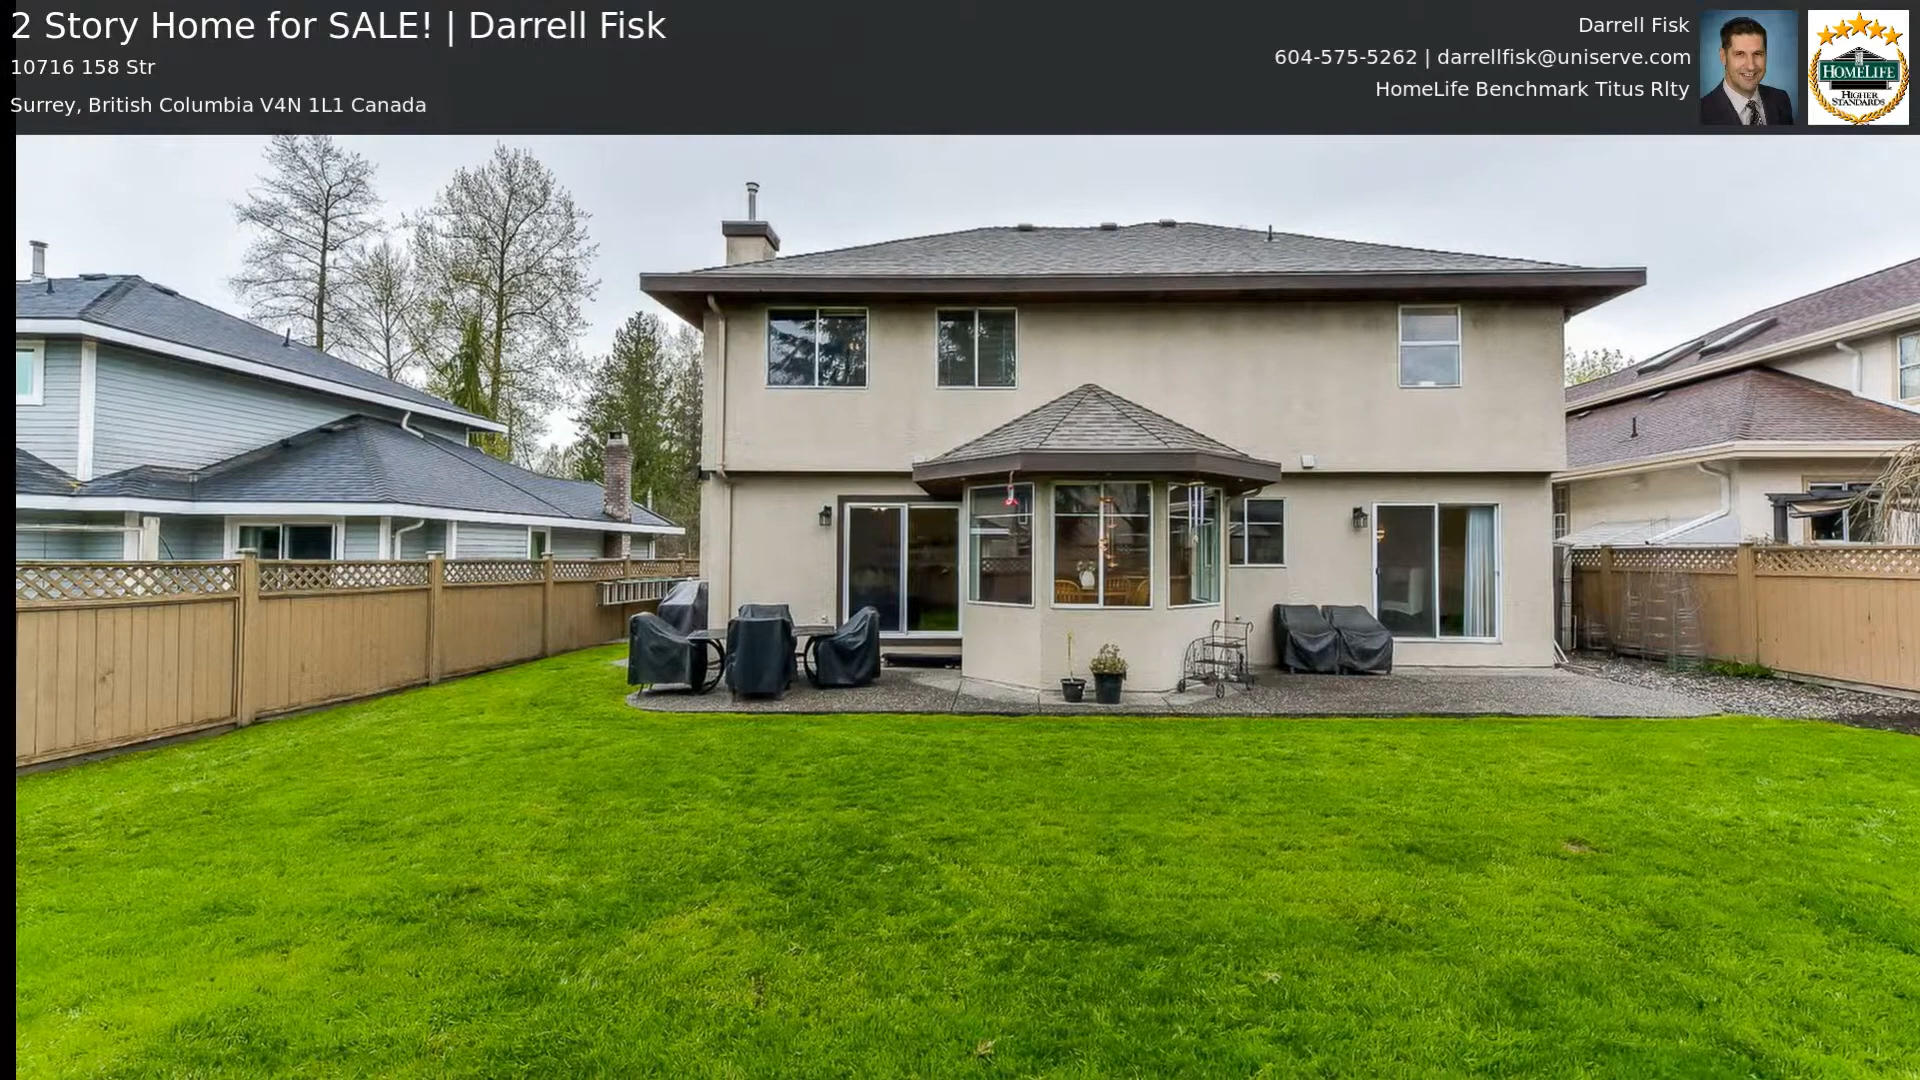 2 Story Home for SALE! | Darrell Fisk
10716 158 Str
Surrey, British Columbia V4N 1L1 Canada
Darrell Fisk
604-575-5262 | darrellfisk@uniserve.com
HomeLife Benchmark Titus Rlty
HOMELIFE
HIGHER
STANDARDS